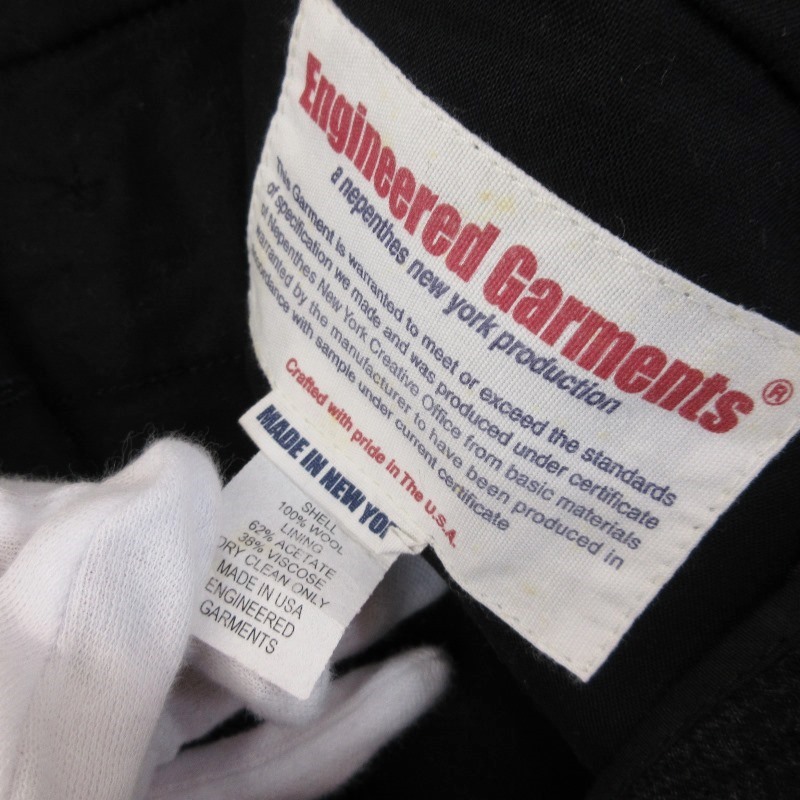 Engineered Garments ®
a nepenthes new york production
This Garment is warranted to meet or exceed the standards
of specification we made and was produced under certificate
of Nepenthes New York Creative Office from basic materials
warranted by the manufacturer to have been produced in
accordance with sample under current certificate
Crafted with pride in The U.S.A.
MADE IN NEW YO
SHELL
100% WOOL
LINING
62% ACETATE
38% VISCOSE
DRY CLEAN ONLY
MADE IN USA
ENGINEERED
GARMENTS